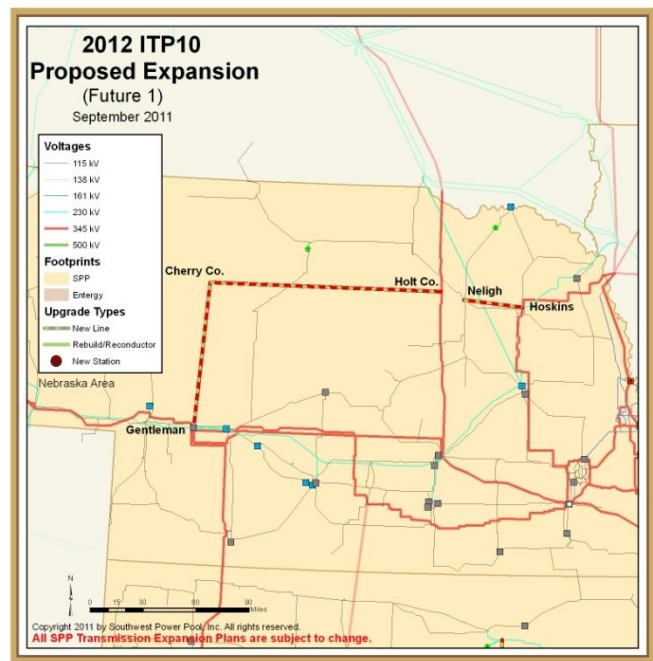 2012 ITP10
Proposed Expansion
(Future 1)
September 2011
Voltages
115 kV
138 kV
161 kV
230 kV
345 kV
500 kV
Footprints
SPP
Entergy
Upgrade Types
New Line
Rebuild/Reconductor
New Station
Nebraska Area
Cherry Co.
Holt Co.
Neligh
Hoskins
Gentleman
N
0 15 30 60 90
Miles
Copyright 2011 by Southwest Power Pool, Inc. All rights reserved.
All SPP Transmission Expansion Plans are subject to change.